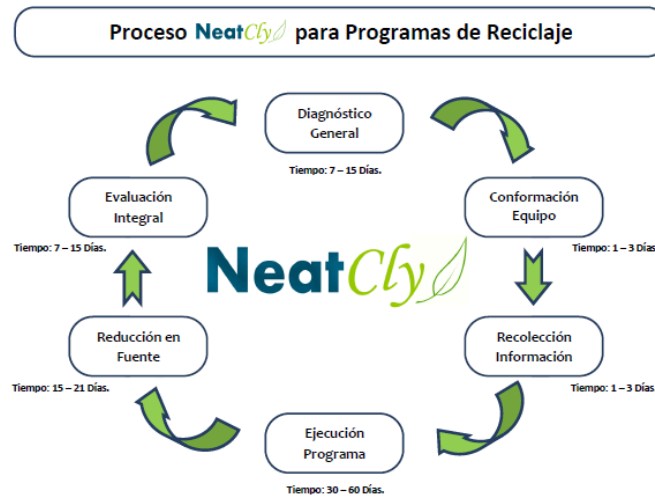 Proceso NeatCly para Programas de Reciclaje
Diagnóstico
General
Tiempo: 7 – 15 Días.
Conformación
Equipo
Tiempo: 1 – 3 Días.
Recolección
Información
Tiempo: 1 – 3 Días.
Ejecución
Programa
Tiempo: 30 – 60 Días.
Reducción en
Fuente
Tiempo: 15 – 21 Días.
Evaluación
Integral
Tiempo: 7 – 15 Días.
NeatCly